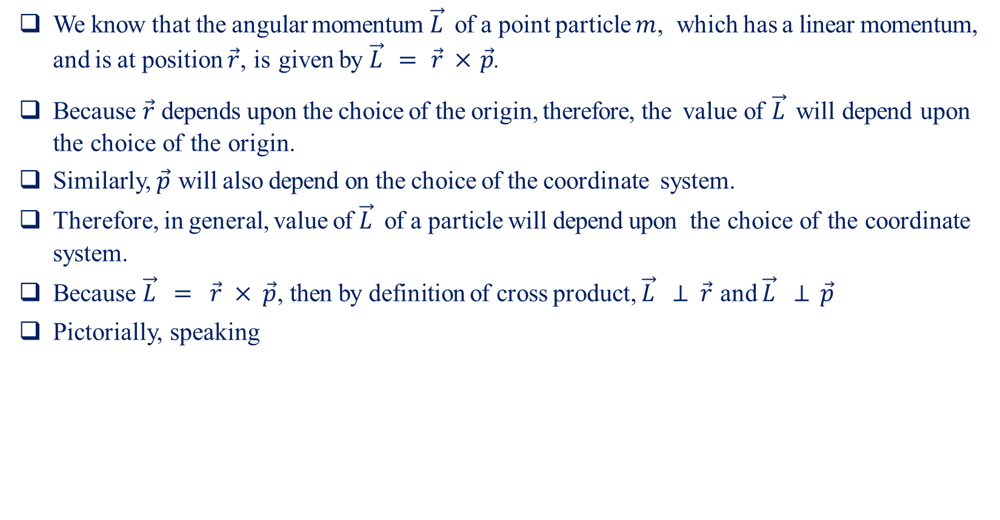 ❑ We know that the angular momentum $\vec{L}$ of a point particle $m$, which has a linear momentum,
and is at position $\vec{r}$, is given by $\vec{L} = \vec{r} \times \vec{p}$.
❑ Because $\vec{r}$ depends upon the choice of the origin, therefore, the value of $\vec{L}$ will depend upon
the choice of the origin.
❑ Similarly, $\vec{p}$ will also depend on the choice of the coordinate system.
❑ Therefore, in general, value of $\vec{L}$ of a particle will depend upon the choice of the coordinate
system.
❑ Because $\vec{L} = \vec{r} \times \vec{p}$, then by definition of cross product, $\vec{L} \perp \vec{r}$ and $\vec{L} \perp \vec{p}$
❑ Pictorially, speaking